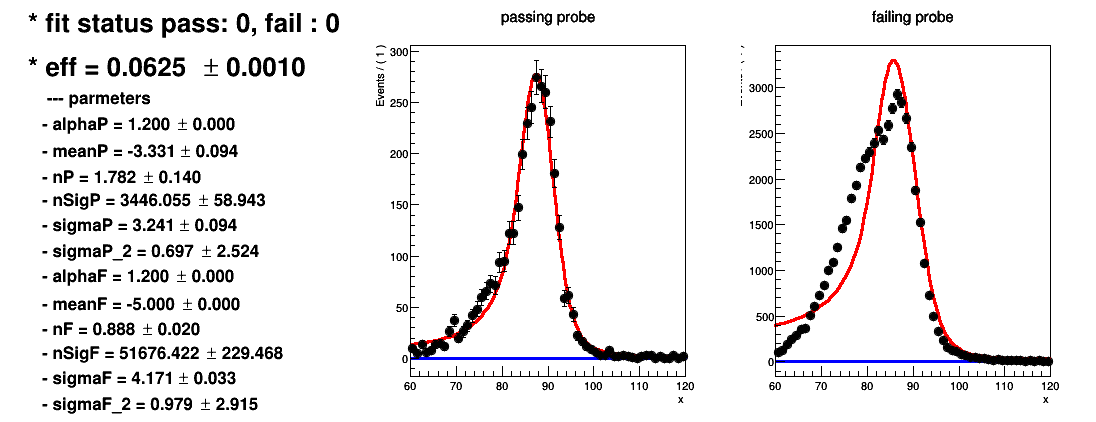 * fit status pass: 0, fail : 0
* eff = 0.0625 ± 0.0010
--- parmeters
- alphaP = 1.200 ± 0.000
- meanP = -3.331 ± 0.094
- nP = 1.782 ± 0.140
- nSigP = 3446.055 ± 58.943
- sigmaP = 3.241 ± 0.094
- sigmaP_2 = 0.697 ± 2.524
- alphaF = 1.200 ± 0.000
- meanF = -5.000 ± 0.000
- nF = 0.888 ± 0.020
- nSigF = 51676.422 ± 229.468
- sigmaF = 4.171 ± 0.033
- sigmaF_2 = 0.979 ± 2.915
passing probe
Events / ( 1 )
300
250
200
150
100
50
0
60 70 80 90 100 110 120
x
failing probe
3000
2500
2000
1500
1000
500
0
60 70 80 90 100 110 120
x